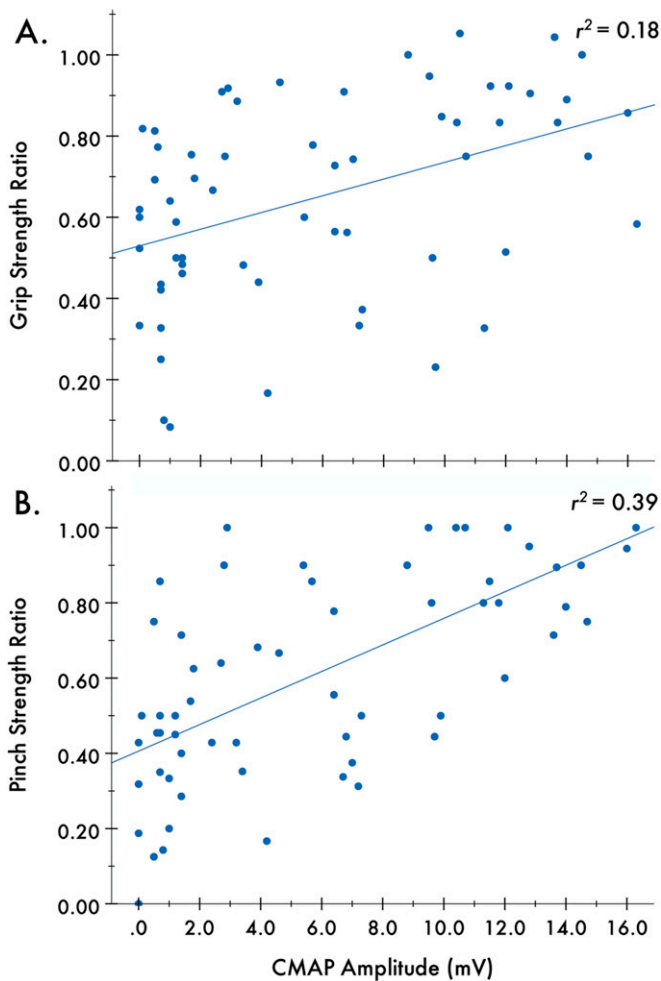 A.
r² = 0.18
1.00
0.80
0.60
0.40
0.20
0.00
Grip Strength Ratio
B.
r² = 0.39
1.00
0.80
0.60
0.40
0.20
0.00
Pinch Strength Ratio
.0 2.0 4.0 6.0 8.0 10.0 12.0 14.0 16.0
CMAP Amplitude (mV)